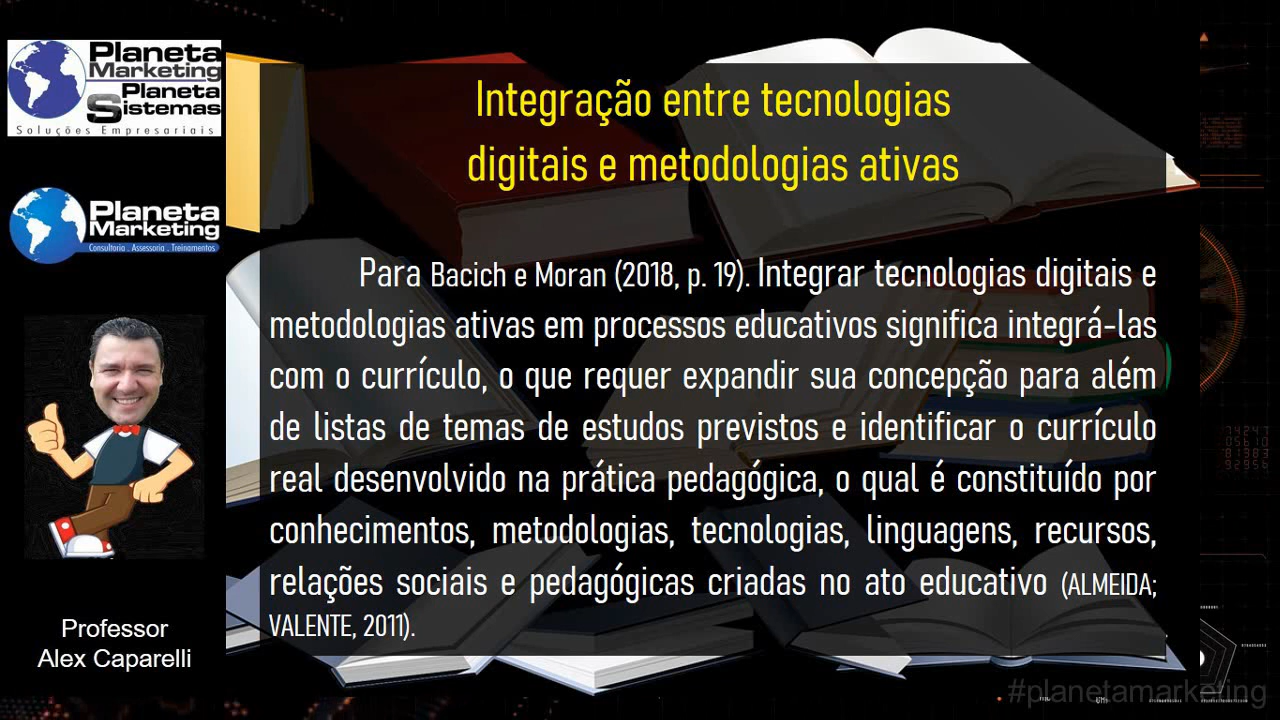 Planeta
Marketing
Planeta
Sistemas
Soluções Empresariais
Planeta
Marketing
Consultoria . Assessoria . Treinamentos
Professor
Alex Caparelli
Integração entre tecnologias
digitais e metodologias ativas
Para Bacich e Moran (2018, p. 19). Integrar tecnologias digitais e
metodologias ativas em processos educativos significa integrá-las
com o currículo, o que requer expandir sua concepção para além
de listas de temas de estudos previstos e identificar o currículo
real desenvolvido na prática pedagógica, o qual é constituído por
conhecimentos, metodologias, tecnologias, linguagens, recursos,
relações sociais e pedagógicas criadas no ato educativo (ALMEIDA;
VALENTE, 2011).
74247
05610
81383
92956
#planetamarketing